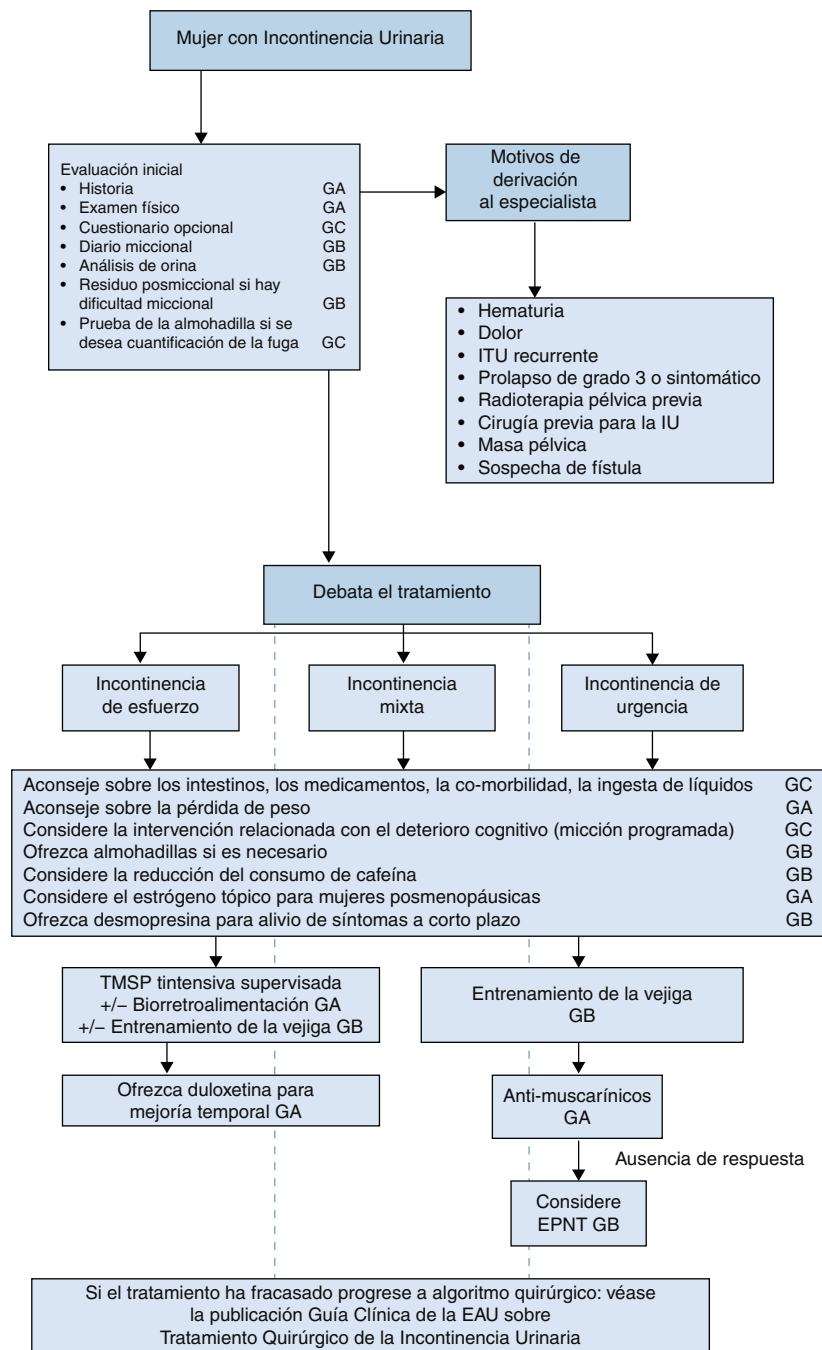 Mujer con Incontinencia Urinaria
Evaluación inicial
• Historia GA
• Examen físico GA
• Cuestionario opcional GC
• Diario miccional GB
• Análisis de orina GB
• Residuo posmiccional si hay
dificultad miccional GB
• Prueba de la almohadilla si se
desea cuantificación de la fuga GC
Motivos de
derivación
al especialista
• Hematuria
• Dolor
• ITU recurrente
• Prolapso de grado 3 o sintomático
• Radioterapia pélvica previa
• Cirugía previa para la IU
• Masa pélvica
• Sospecha de fístula
Debata el tratamiento
Incontinencia
de esfuerzo
Incontinencia
mixta
Incontinencia de
urgencia
Aconseje sobre los intestinos, los medicamentos, la co-morbilidad, la ingesta de líquidos GC
Aconseje sobre la pérdida de peso GA
Considere la intervención relacionada con el deterioro cognitivo (micción programada) GC
Ofrezca almohadillas si es necesario GB
Considere la reducción del consumo de cafeína GB
Considere el estrógeno tópico para mujeres posmenopáusicas GA
Ofrezca desmopresina para alivio de síntomas a corto plazo GB
TMSP tintensiva supervisada
+/– Biorretroalimentación GA
+/– Entrenamiento de la vejiga GB
Ofrezca duloxetina para
mejoría temporal GA
Entrenamiento de la vejiga
GB
Anti-muscarínicos
GA
Ausencia de respuesta
Considere
EPNT GB
Si el tratamiento ha fracasado progrese a algoritmo quirúrgico: véase
la publicación Guía Clínica de la EAU sobre
Tratamiento Quirúrgico de la Incontinencia Urinaria